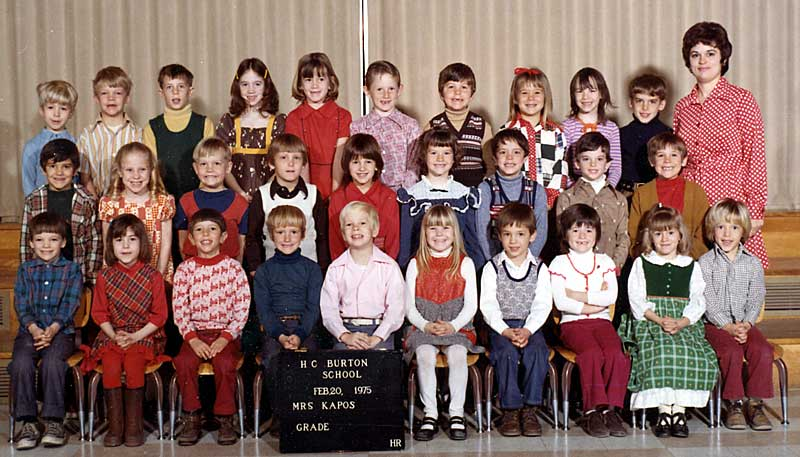 H C BURTON
SCHOOL
FEB.20, 1975
MRS KAPOS
GRADE
HR